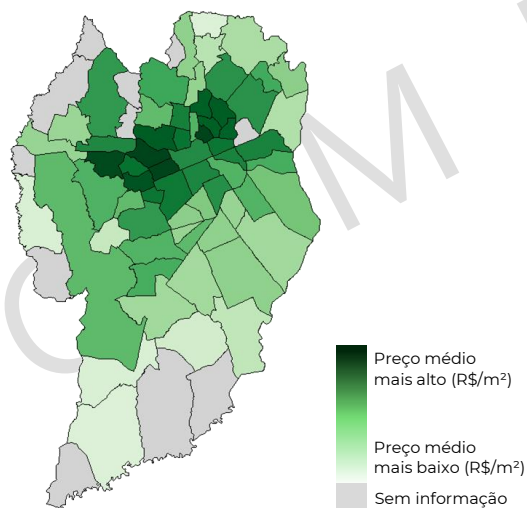 Preço médio
mais alto (R$/m²)
Preço médio
mais baixo (R$/m²)
Sem informação